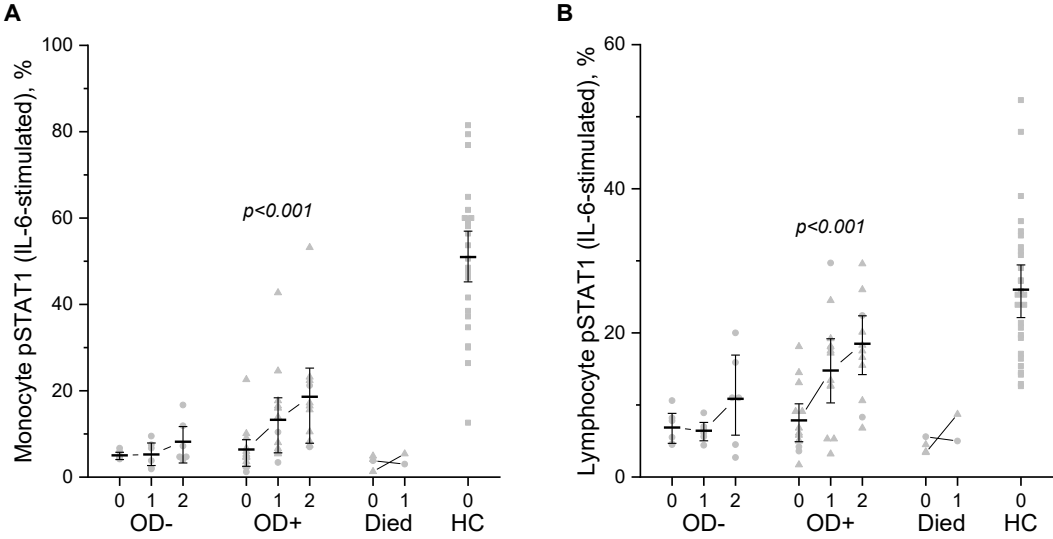 A
Monocyte pSTAT1 (IL-6-stimulated), %
100
80
60
40
20
0
p<0.001
0 1 2 0 1 2 0 1 0
OD- OD+ Died HC
B
Lymphocyte pSTAT1 (IL-6-stimulated), %
60
40
20
0
p<0.001
0 1 2 0 1 2 0 1 0
OD- OD+ Died HC